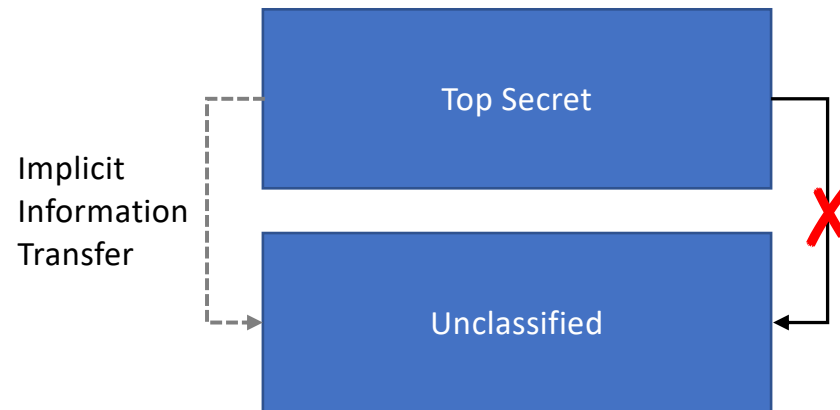 Top Secret
Implicit
Information
Transfer
Unclassified